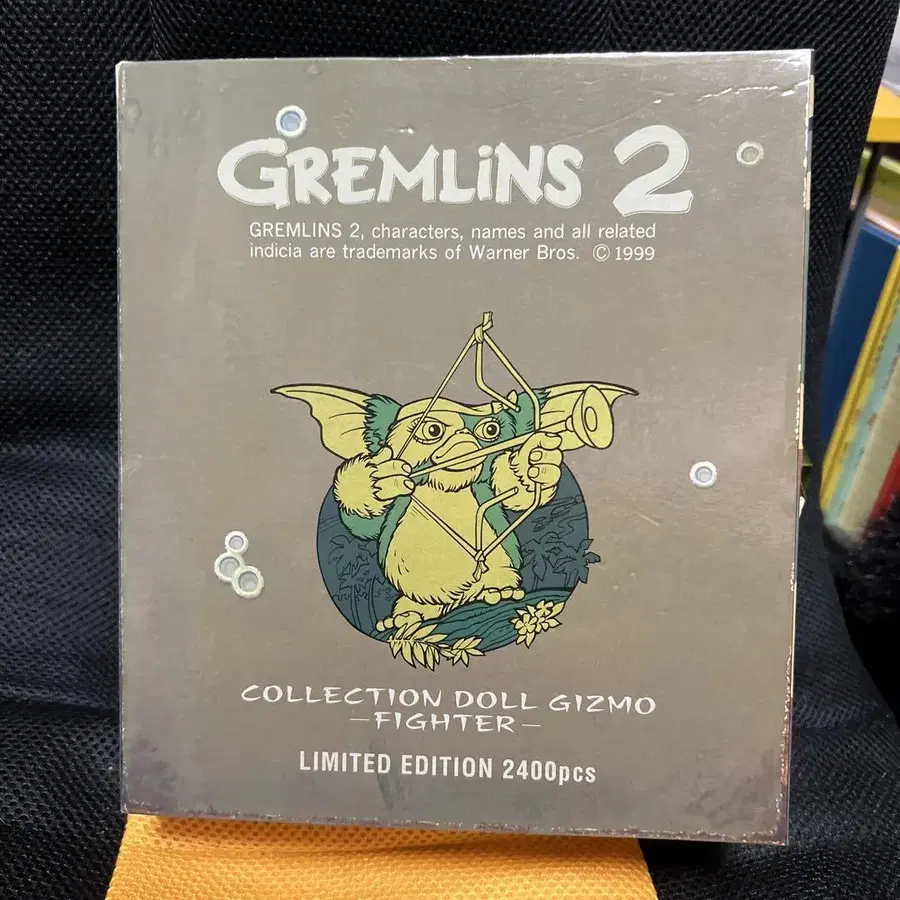 GREMLiNS 2
GREMLINS 2, characters, names and all related
indicia are trademarks of Warner Bros. © 1999
COLLECTION DOLL GIZMO
–FIGHTER–
LIMITED EDITION 2400pcs